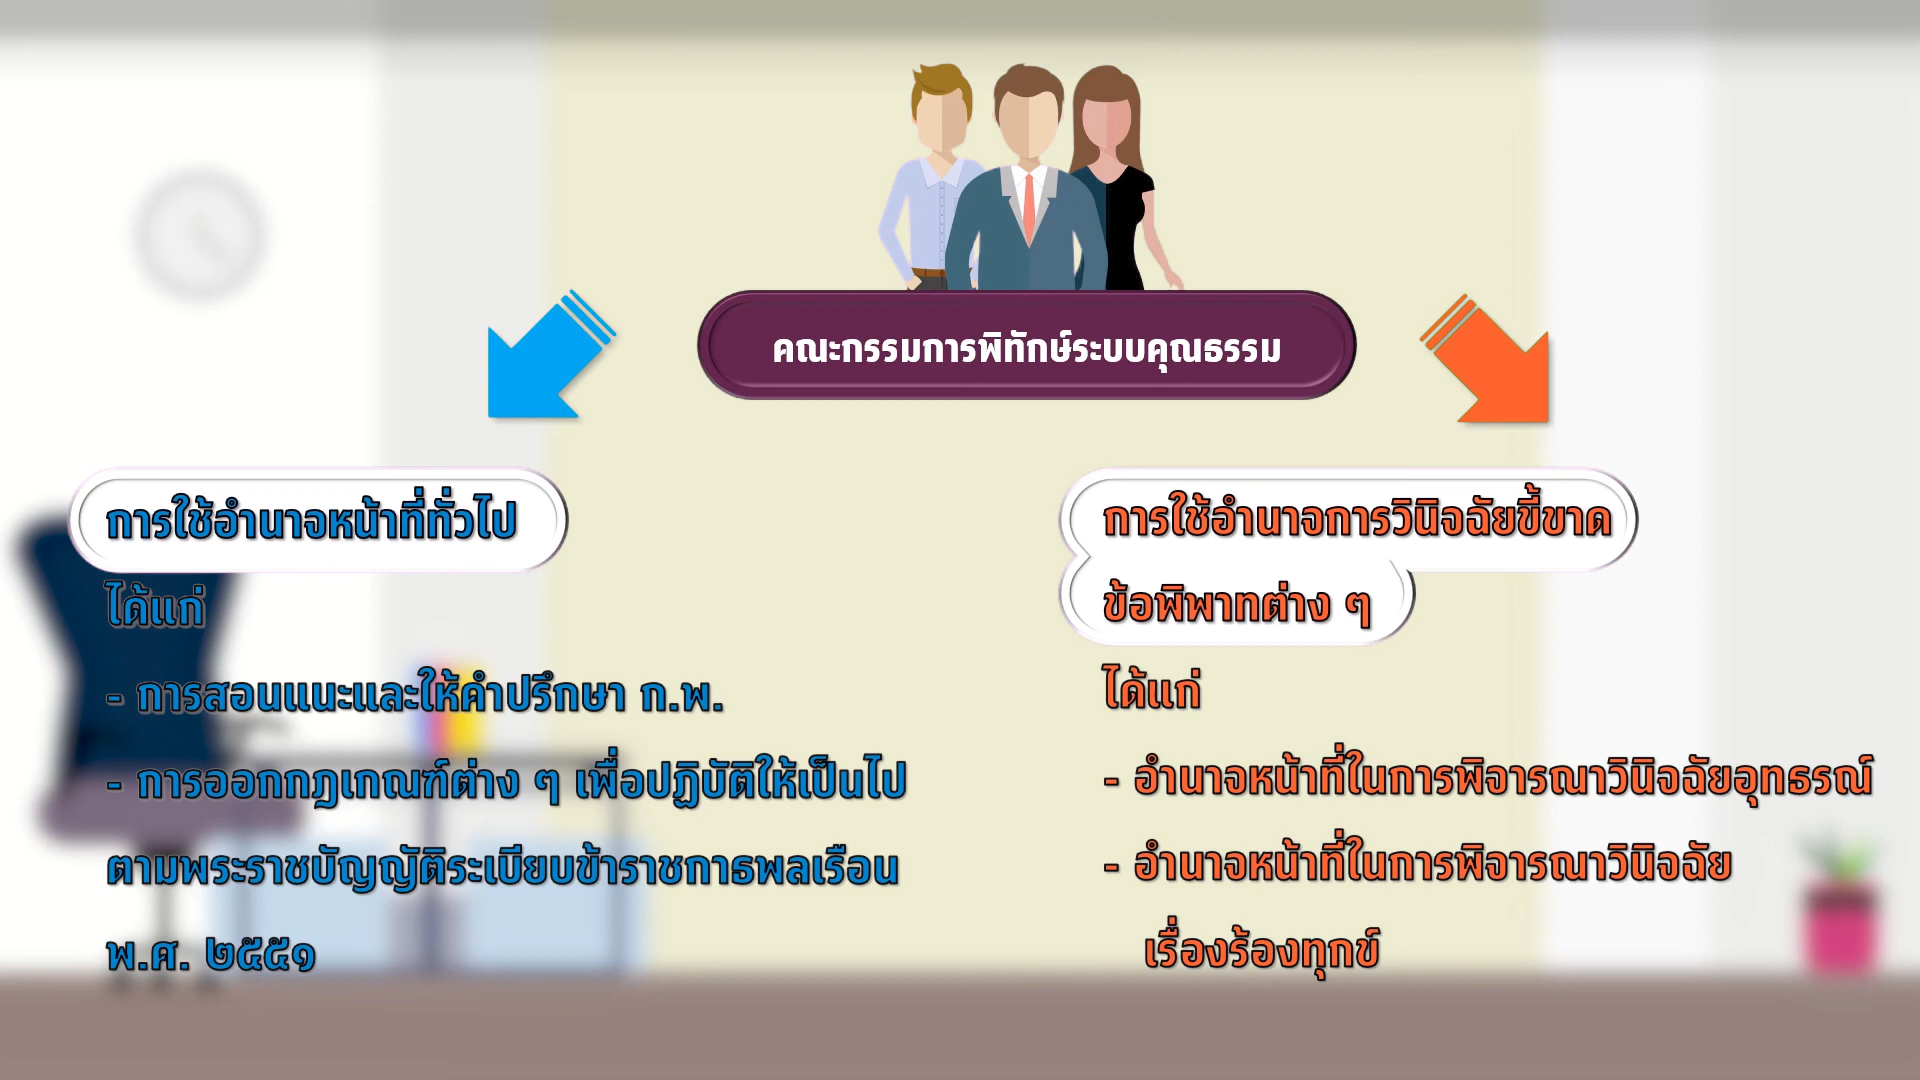 คณะกรรมการพิทักษ์ระบบคุณธรรม
การใช้อำนาจหน้าที่ทั่วไป
ได้แก่
- การสอนแนะและให้คำปรึกษา ก.พ.
- การออกกฎเกณฑ์ต่าง ๆ เพื่อปฏิบัติให้เป็นไป
ตามพระราชบัญญัติระเบียบข้าราชการพลเรือน
พ.ศ. ๒๕๕๑
การใช้อำนาจการวินิจฉัยชี้ขาด
ข้อพิพาทต่าง ๆ
ได้แก่
- อำนาจหน้าที่ในการพิจารณาวินิจฉัยอุทธรณ์
- อำนาจหน้าที่ในการพิจารณาวินิจฉัย
เรื่องร้องทุกข์